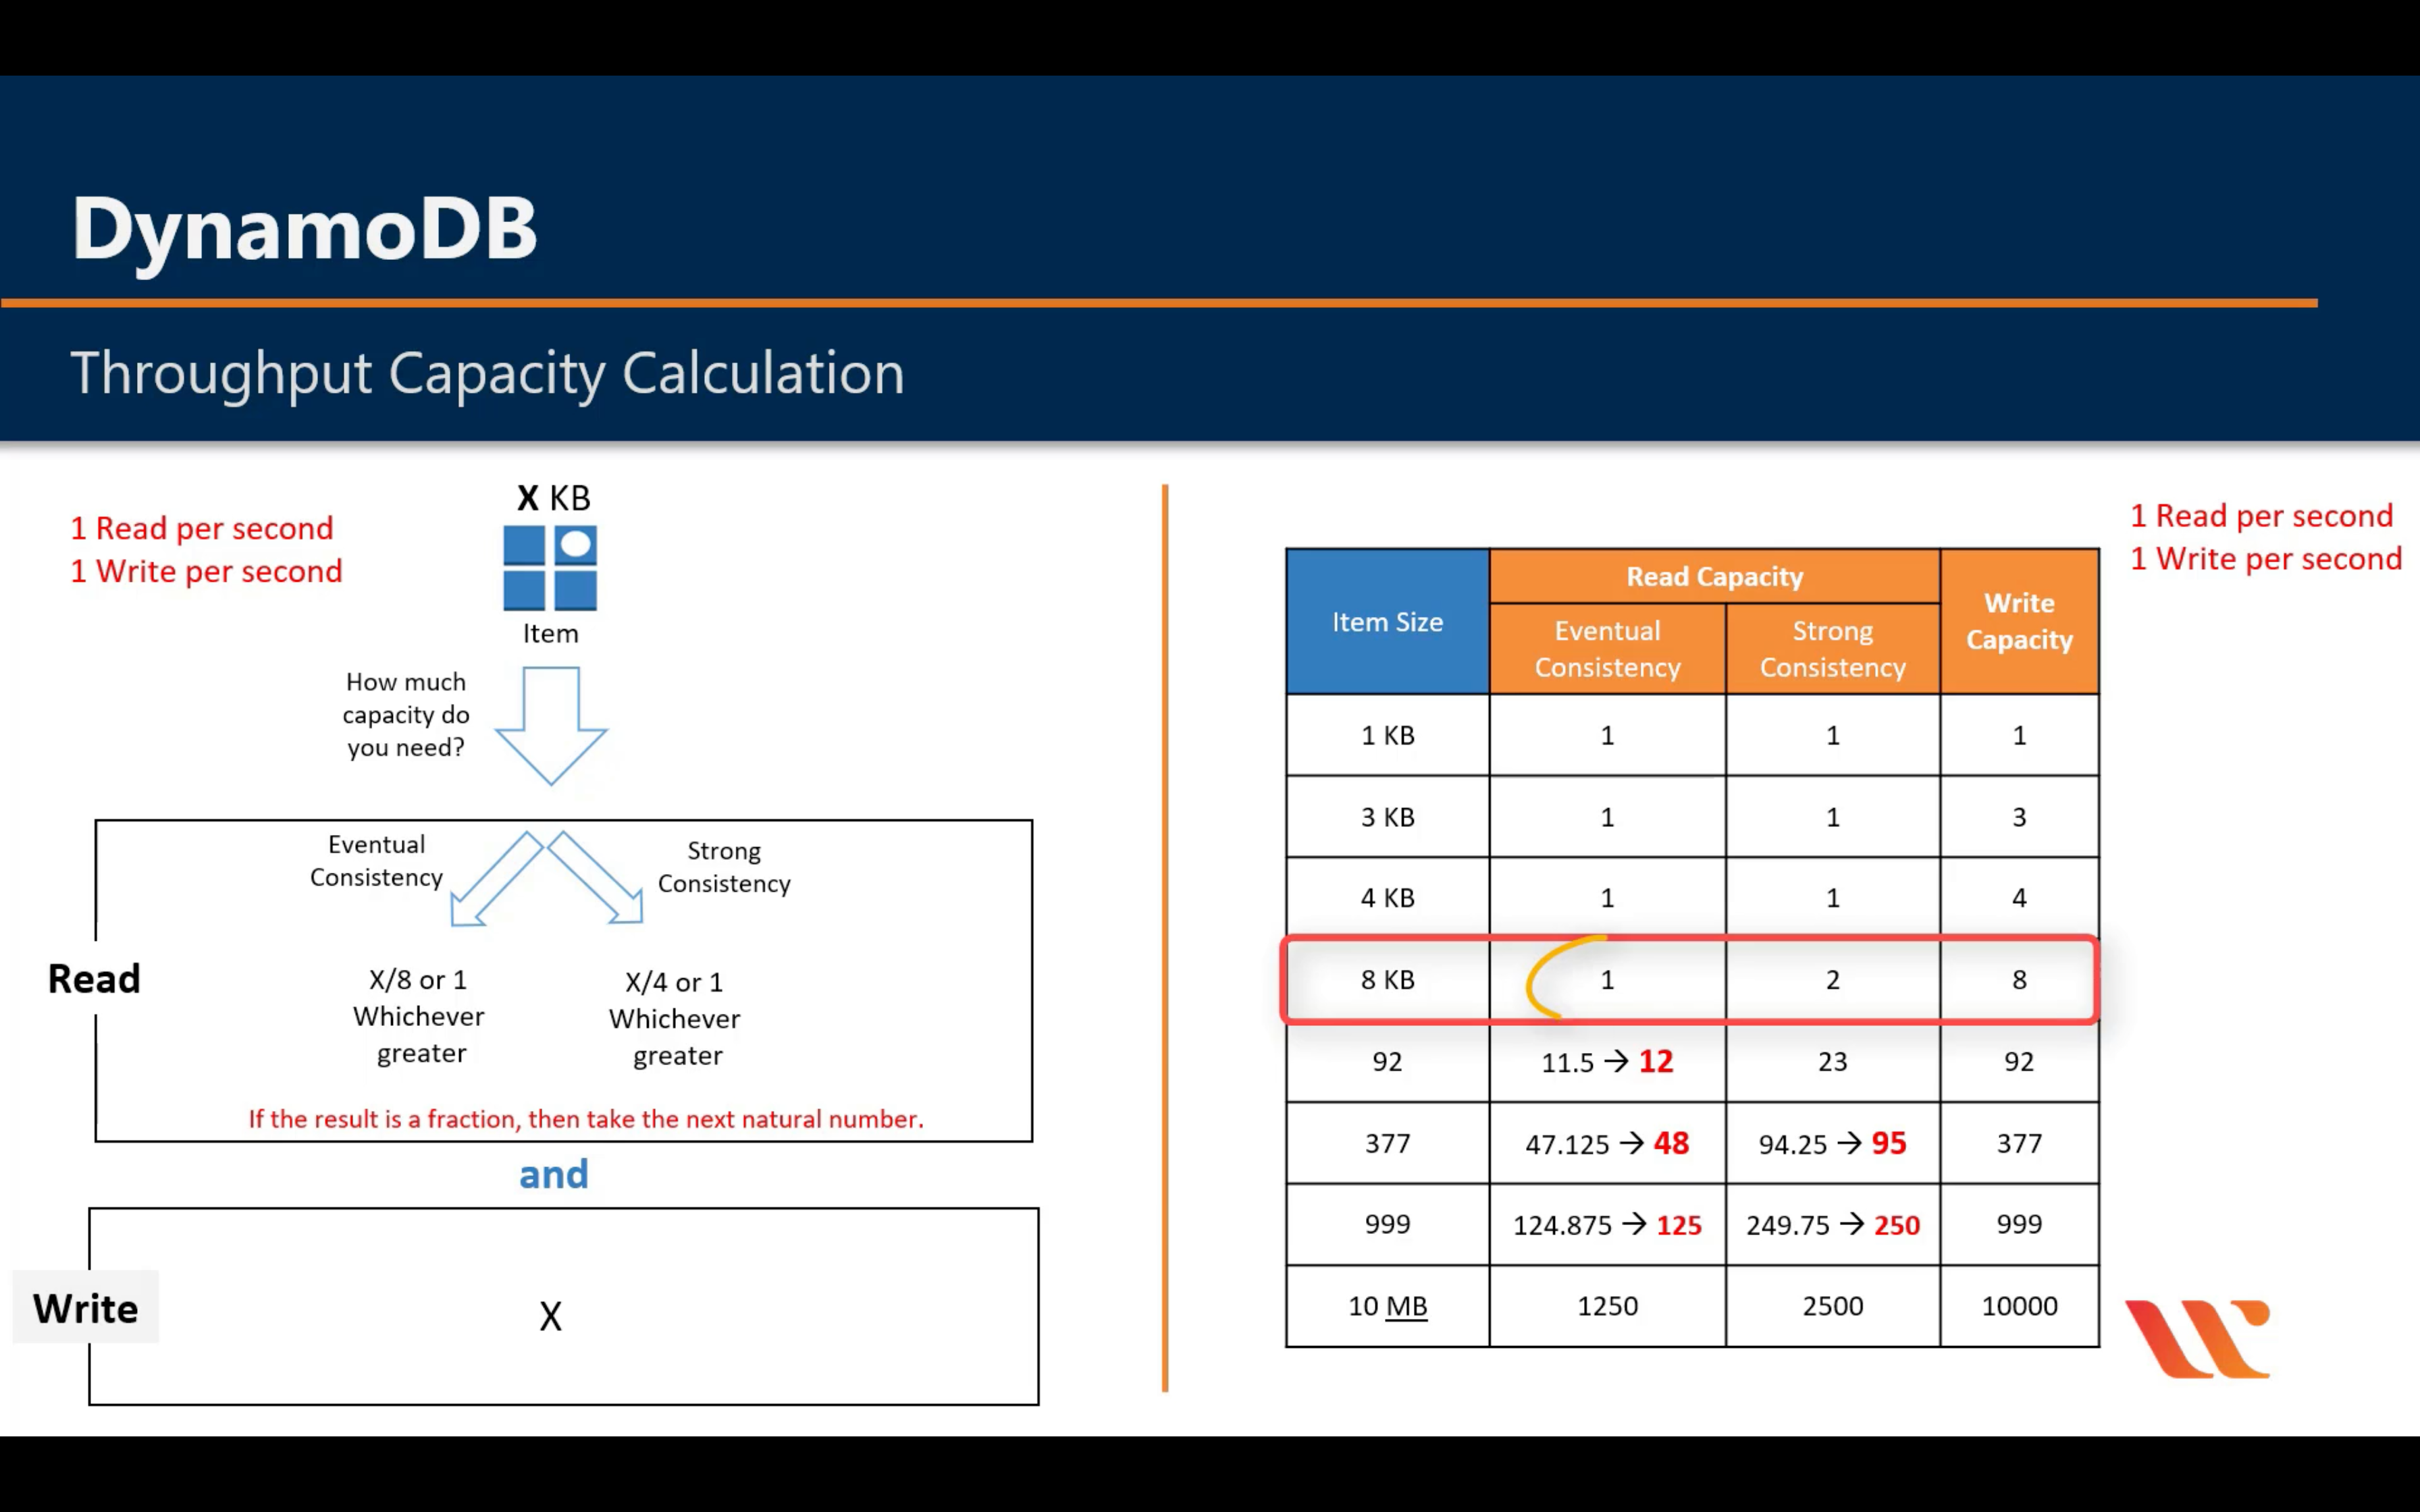 DynamoDB
Throughput Capacity Calculation
1 Read per second
1 Write per second
X KB
Item
How much
capacity do
you need?
Eventual
Consistency
Strong
Consistency
Read
X/8 or 1
Whichever
greater
X/4 or 1
Whichever
greater
If the result is a fraction, then take the next natural number.
and
Write
X
1 Read per second
1 Write per second
Item Size
Read Capacity
Write
Capacity
Eventual
Consistency
Strong
Consistency
1 KB 1 1 1
3 KB 1 1 3
4 KB 1 1 4
8 KB 1 2 8
92 11.5 → 12 23 92
377 47.125 → 48 94.25 → 95 377
999 124.875 → 125 249.75 → 250 999
10 MB 1250 2500 10000